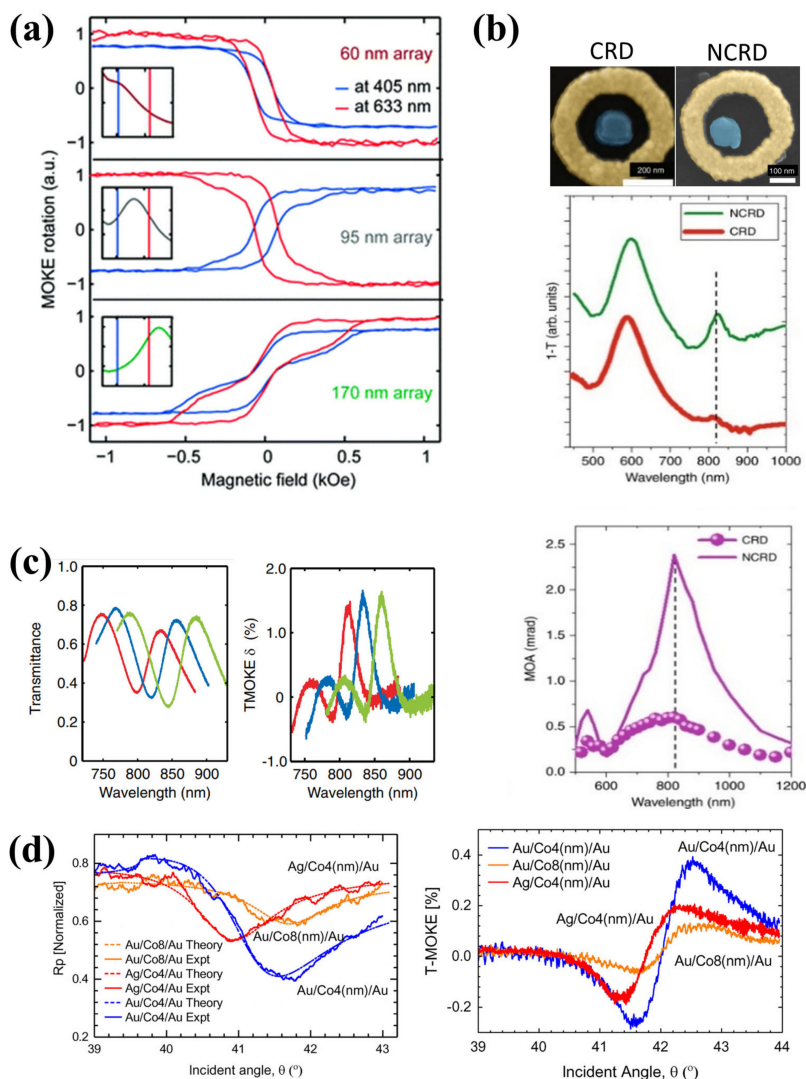 (a)
MOKE rotation (a.u.)
1
0
−1
1
0
−1
1
0
−1
60 nm array
at 405 nm
at 633 nm
95 nm array
170 nm array
−1
−0.5
0
0.5
1
Magnetic field (kOe)
(b)
CRD
NCRD
200 nm
100 nm
1-T (arb. units)
NCRD
CRD
500
600
700
800
900
1000
Wavelength (nm)
MOA (mrad)
2.5
2.0
1.5
1.0
0.5
0.0
CRD
NCRD
600
800
1000
1200
Wavelength (nm)
(c)
Transmittance
1.0
0.8
0.6
0.4
0.2
0
750
800
850
900
Wavelength (nm)
TMOKE δ (%)
2.0
1.0
0
-1.0
750
800
850
900
Wavelength (nm)
(d)
Rp [Normalized]
0.8
0.6
0.4
0.2
Ag/Co4(nm)/Au
Au/Co8(nm)/Au
Au/Co4(nm)/Au
Au/Co8/Au Theory
Au/Co8/Au Expt
Ag/Co4/Au Theory
Ag/Co4/Au Expt
Au/Co4/Au Theory
Au/Co4/Au Expt
39
40
41
42
43
Incident angle, θ (°)
T-MOKE [%]
0.4
0.2
0.0
-0.2
Au/Co4(nm)/Au
Au/Co8(nm)/Au
Ag/Co4(nm)/Au
Au/Co4(nm)/Au
Ag/Co4(nm)/Au
Au/Co8(nm)/Au
39
40
41
42
43
44
Incident Angle, θ (°)